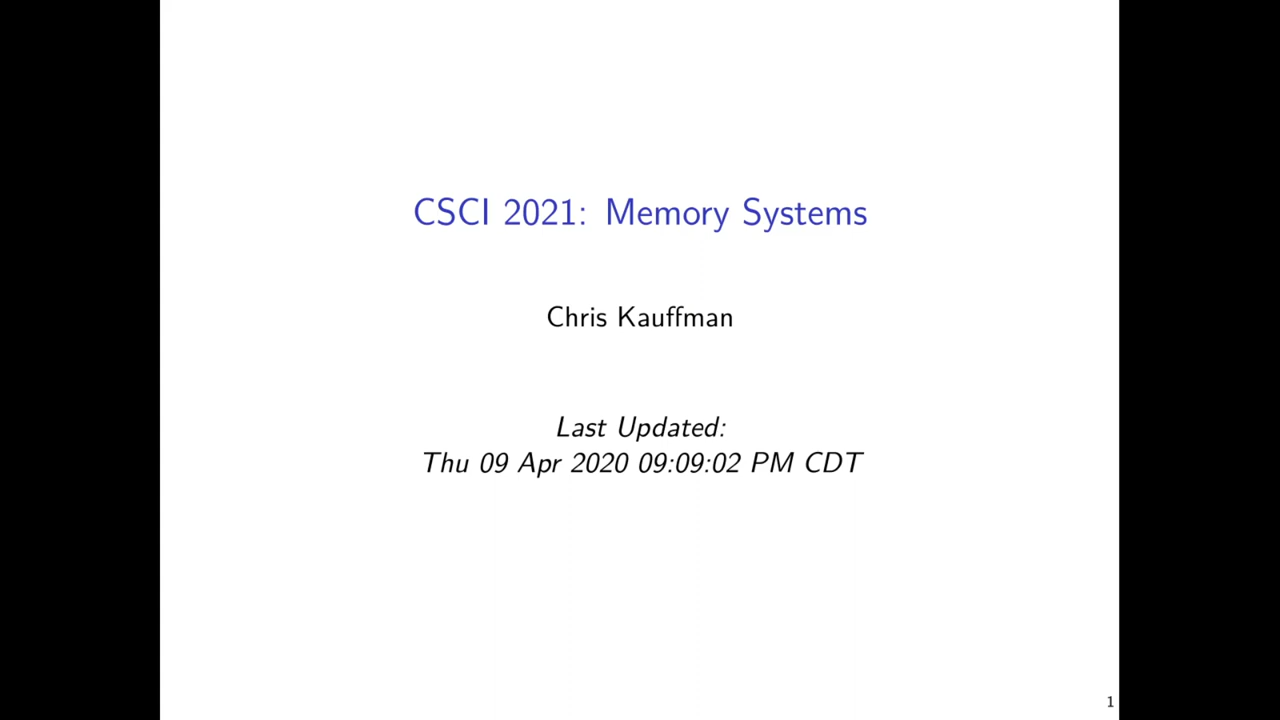 CSCI 2021: Memory Systems
Chris Kauffman
Last Updated:
Thu 09 Apr 2020 09:09:02 PM CDT
1